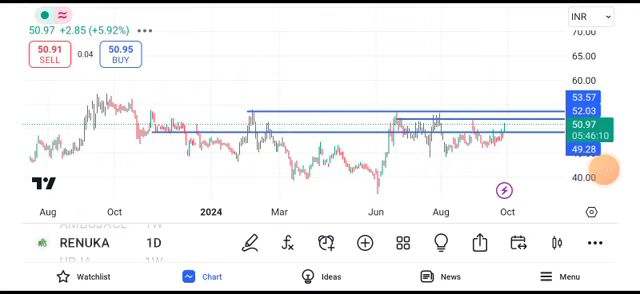 INR
50.97 +2.85 (+5.92%)
50.91
SELL
0.04
50.95
BUY
70.00
65.00
60.00
53.57
52.03
50.97
05:46:10
49.28
40.00
Aug
Oct
2024
Mar
Jun
Aug
Oct
RENUKA
1D
Watchlist
Chart
Ideas
News
Menu